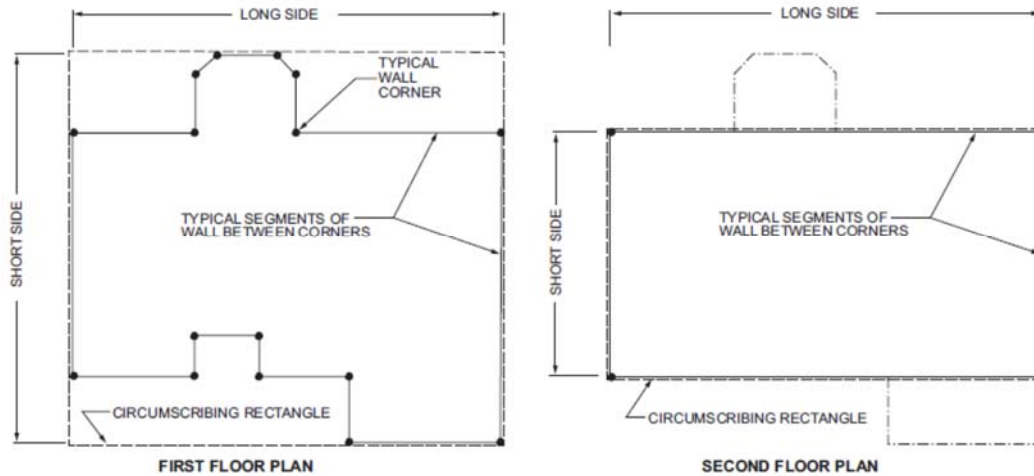 LONG SIDE
TYPICAL
WALL
CORNER
SHORT SIDE
TYPICAL SEGMENTS OF
WALL BETWEEN CORNERS
CIRCUMSCRIBING RECTANGLE
FIRST FLOOR PLAN
LONG SIDE
SHORT SIDE
TYPICAL SEGMENTS OF
WALL BETWEEN CORNERS
CIRCUMSCRIBING RECTANGLE
SECOND FLOOR PLAN